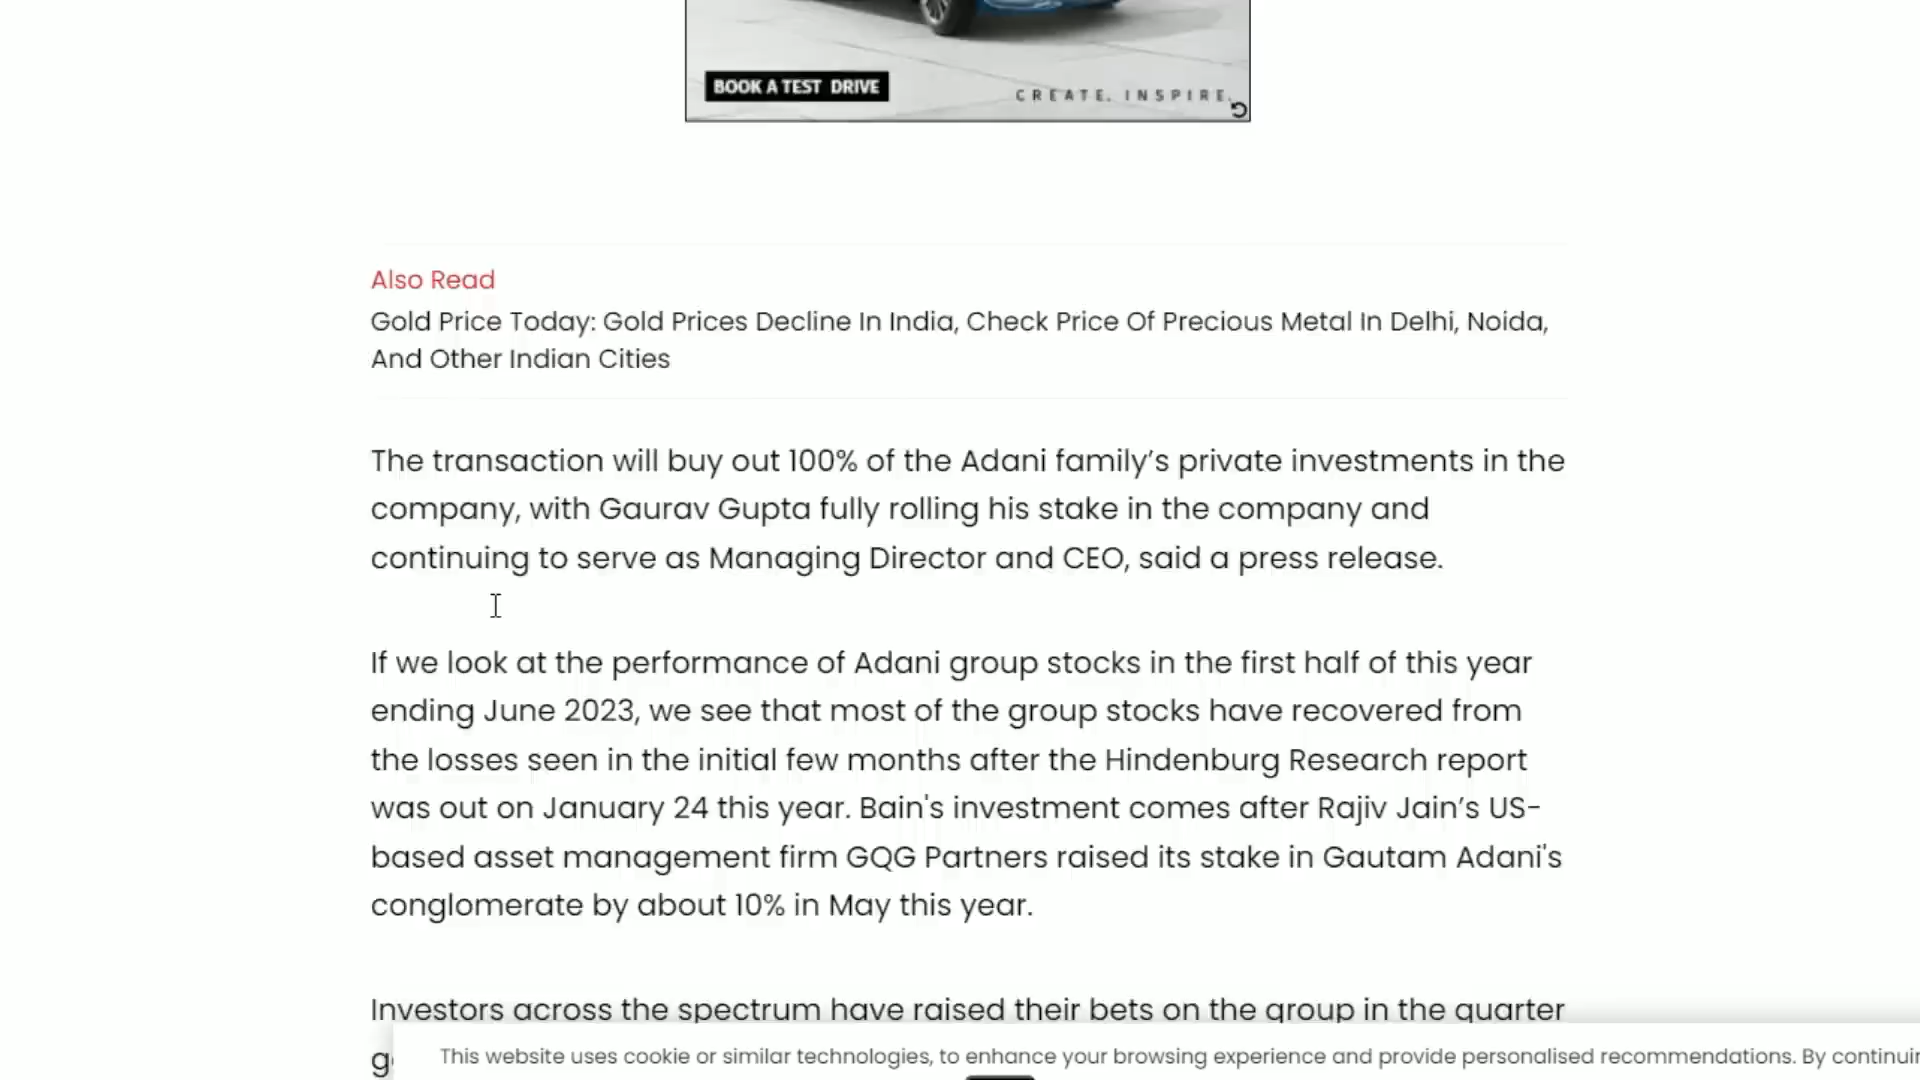 BOOK A TEST DRIVE
CREATE. INSPIRE.
Also Read
Gold Price Today: Gold Prices Decline In India, Check Price Of Precious Metal In Delhi, Noida,
And Other Indian Cities
The transaction will buy out 100% of the Adani family’s private investments in the
company, with Gaurav Gupta fully rolling his stake in the company and
continuing to serve as Managing Director and CEO, said a press release.
If we look at the performance of Adani group stocks in the first half of this year
ending June 2023, we see that most of the group stocks have recovered from
the losses seen in the initial few months after the Hindenburg Research report
was out on January 24 this year. Bain's investment comes after Rajiv Jain’s US-
based asset management firm GQG Partners raised its stake in Gautam Adani's
conglomerate by about 10% in May this year.
Investors across the spectrum have raised their bets on the group in the quarter
This website uses cookie or similar technologies, to enhance your browsing experience and provide personalised recommendations. By